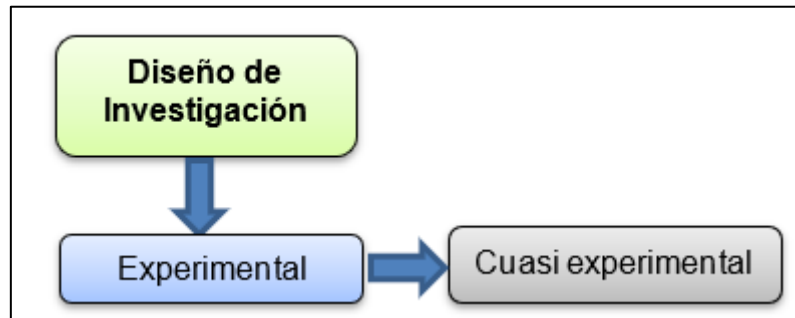 Diseño de
Investigación
Experimental
Cuasi experimental